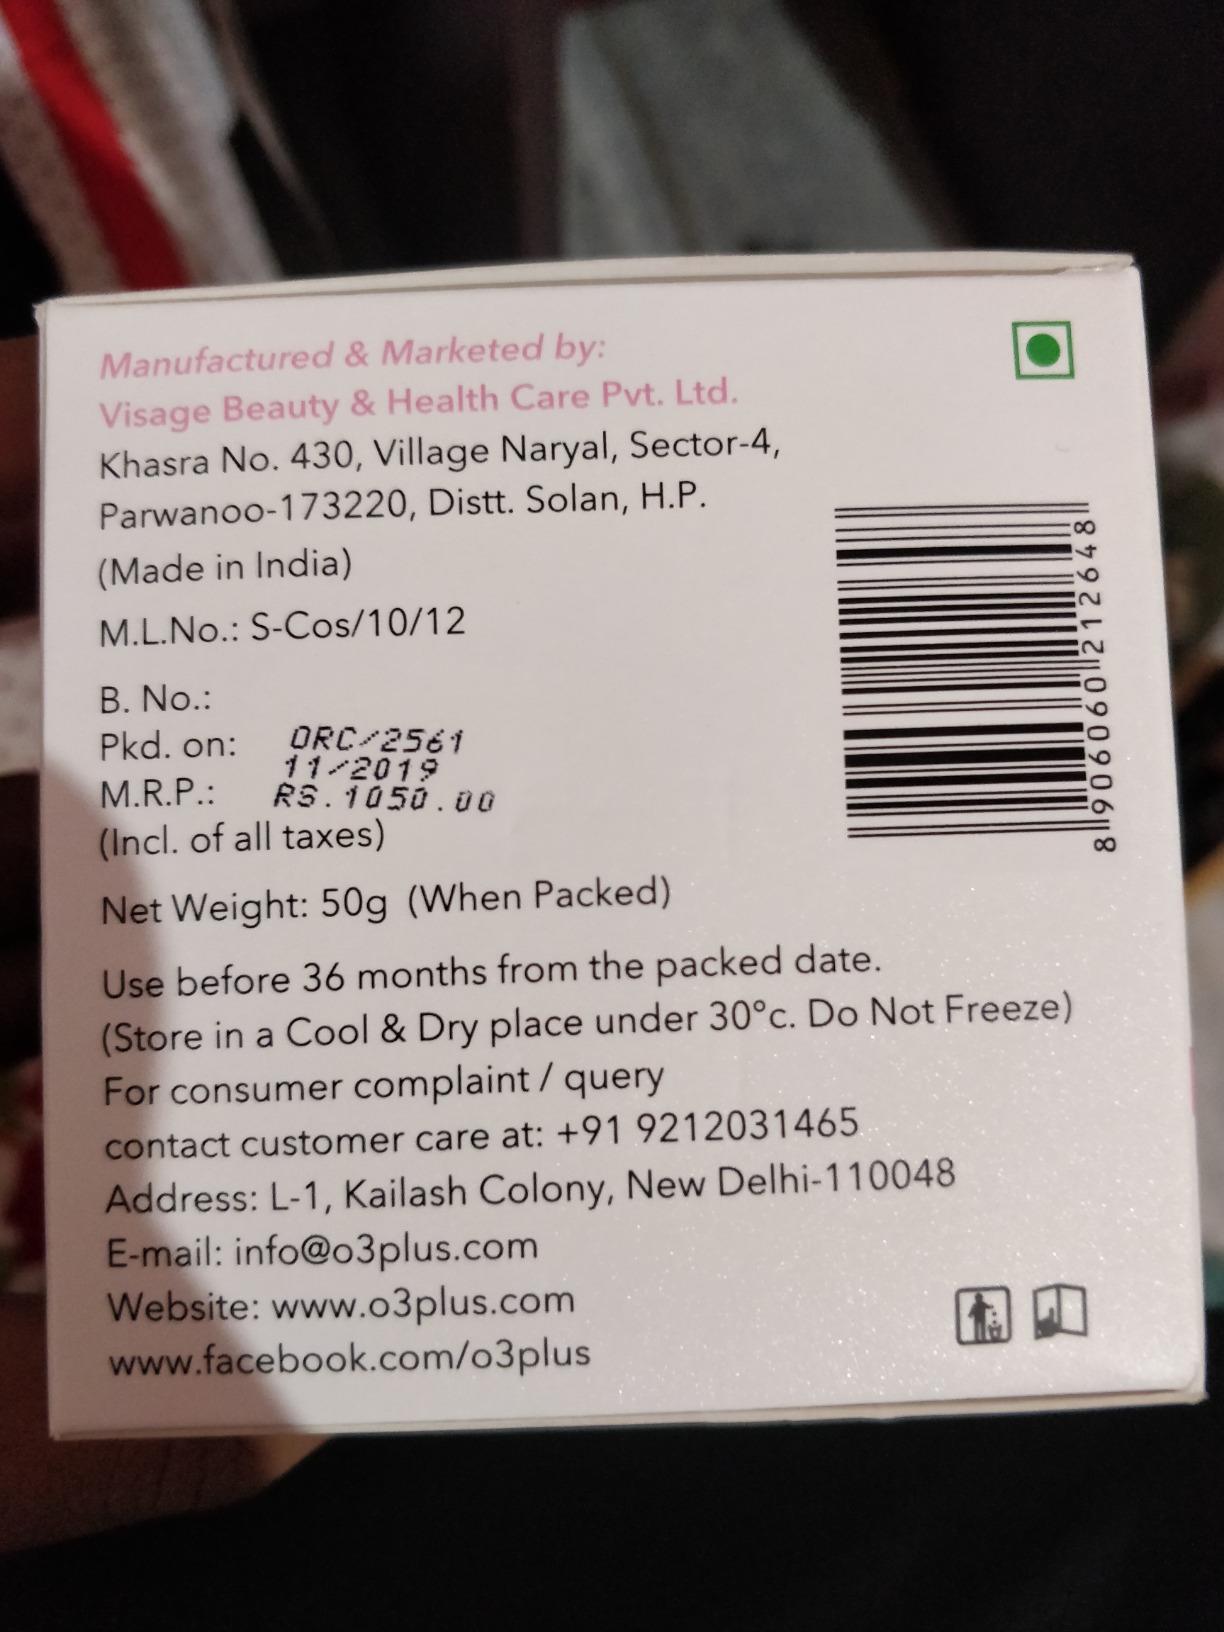 Manufactured & Marketed by:
Visage Beauty & Health Care Pvt. Ltd.
Khasra No. 430, Village Naryal, Sector-4,
Parwanoo-173220, Distt. Solan, H.P.
(Made in India)
M.L.No.: S-Cos/10/12
B. No.:
Pkd. on: ORC/2561
11/2019
M.R.P.: RS.1050.00
(Incl. of all taxes)
Net Weight: 50g (When Packed)
Use before 36 months from the packed date.
(Store in a Cool & Dry place under 30°c. Do Not Freeze)
For consumer complaint / query
contact customer care at: +91 9212031465
Address: L-1, Kailash Colony, New Delhi-110048
E-mail: info@o3plus.com
Website: www.o3plus.com
www.facebook.com/o3plus
8 906060 212648